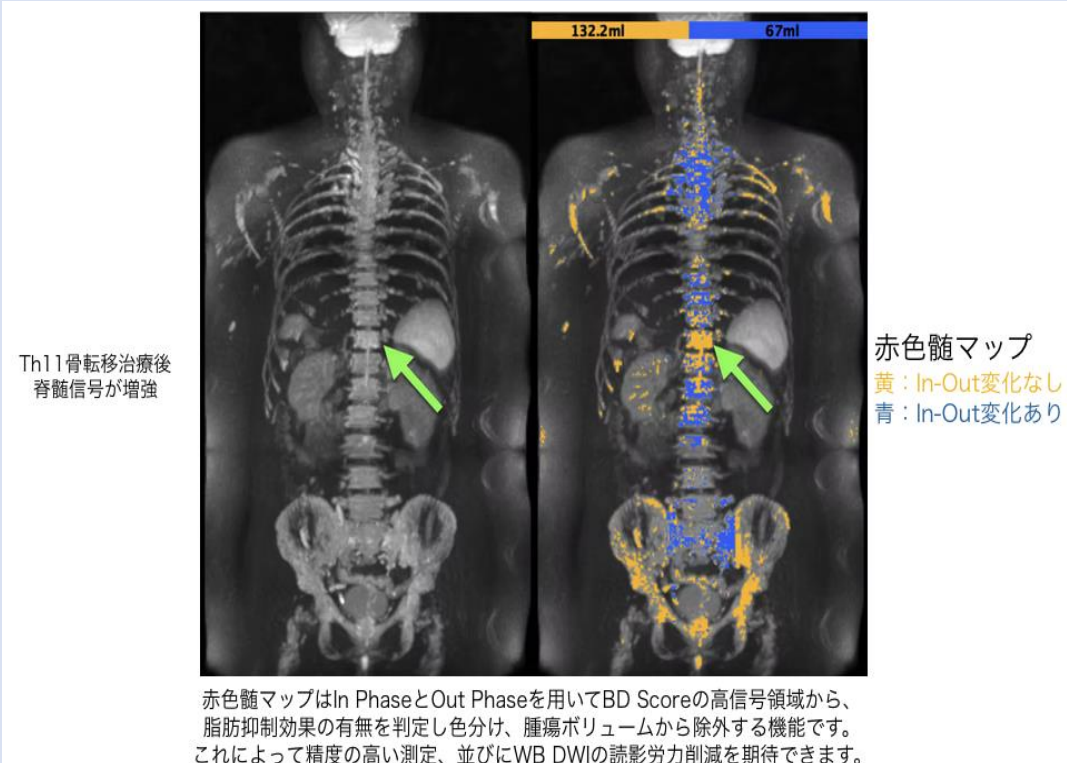 132.2ml
67ml
Th11骨転移治療後
脊髄信号が増強
赤色髄マップ
黄：In-Out変化なし
青：In-Out変化あり
赤色髄マップはIn PhaseとOut Phaseを用いてBD Scoreの高信号領域から、
脂肪抑制効果の有無を判定し色分け、腫瘍ボリュームから除外する機能です。
これによって精度の高い測定、並びにWB DWIの読影労力削減を期待できます。